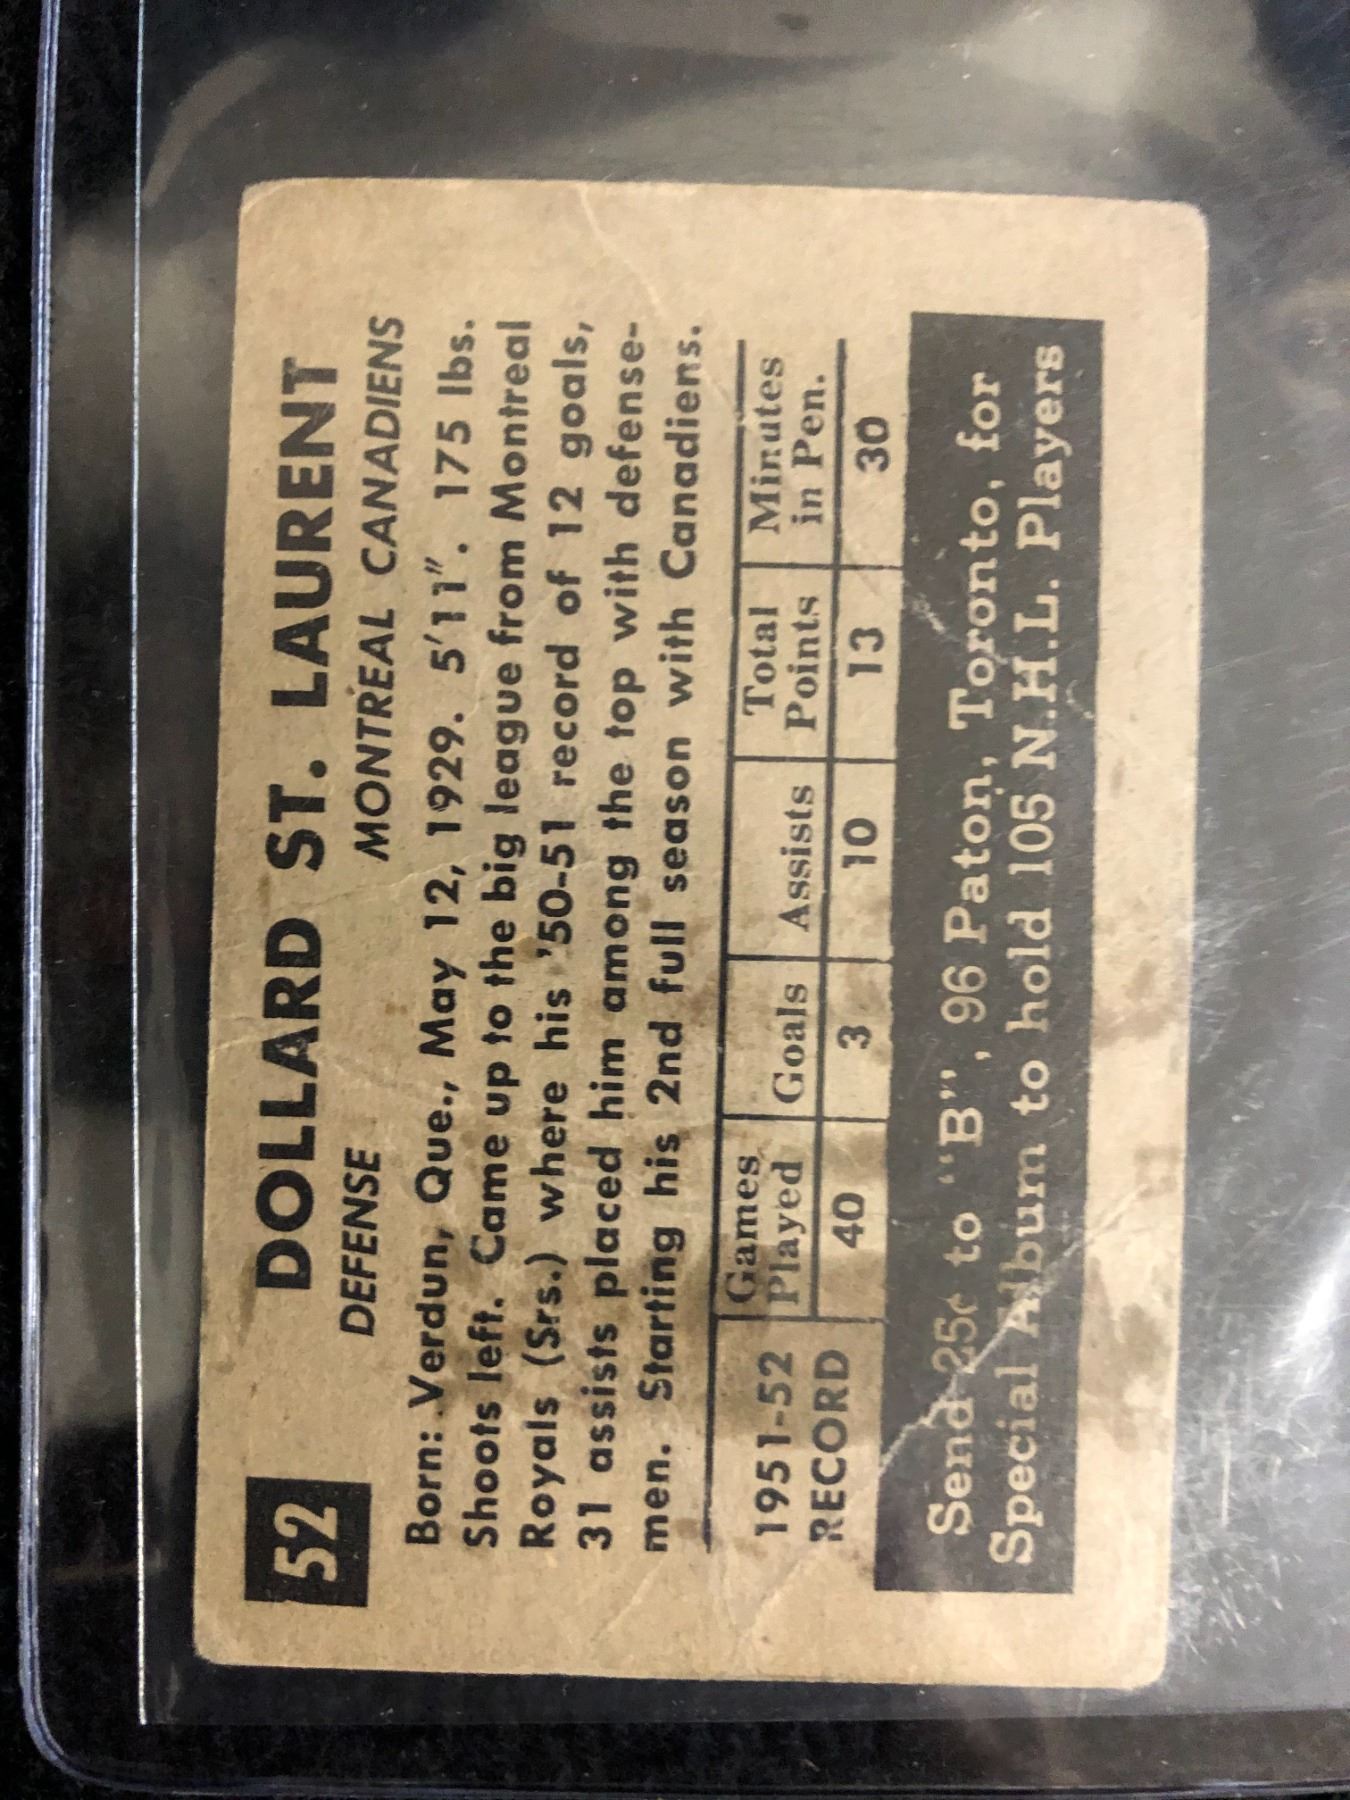 52
DOLLARD ST. LAURENT
DEFENSE MONTREAL CANADIENS
Born: Verdun, Que., May 12, 1929. 5'11". 175 lbs.
Shoots left. Came up to the big league from Montreal
Royals (Srs.) where his '50-51 record of 12 goals,
31 assists placed him among the top with defense-
men. Starting his 2nd full season with Canadiens.
1951-52 RECORD
Games Played Goals Assists Total Points Minutes in Pen.
40 3 10 13 30
Send 25¢ to "B", 96 Paton, Toronto, for
Special Album to hold 105 N.H.L. Players